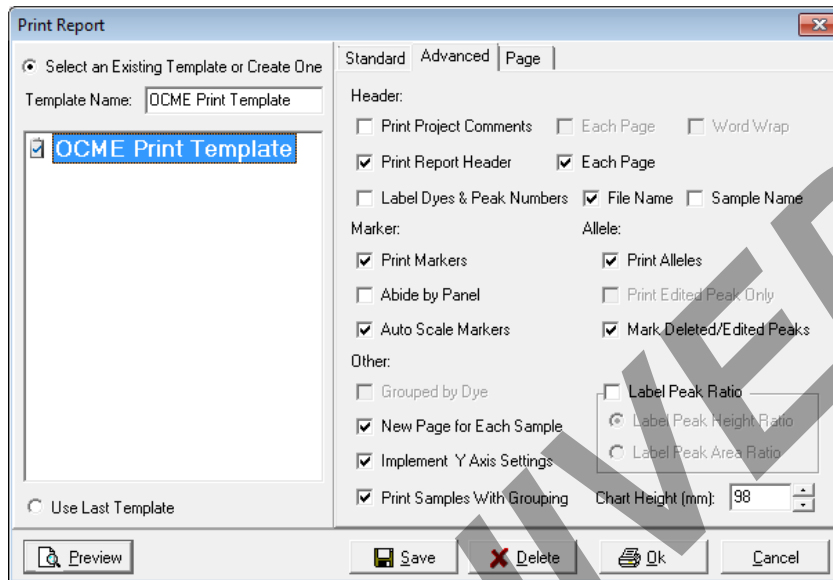 Print Report
Select an Existing Template or Create One
Template Name: OCME Print Template
OCME Print Template
Use Last Template
Standard Advanced Page
Header:
Print Project Comments Each Page Word Wrap
Print Report Header Each Page
Label Dyes & Peak Numbers File Name Sample Name
Marker: Allele:
Print Markers Print Alleles
Abide by Panel Print Edited Peak Only
Auto Scale Markers Mark Deleted/Edited Peaks
Other:
Grouped by Dye Label Peak Ratio
New Page for Each Sample Label Peak Height Ratio
Implement Y Axis Settings Label Peak Area Ratio
Print Samples With Grouping Chart Height (mm): 98
Preview Save Delete Ok Cancel